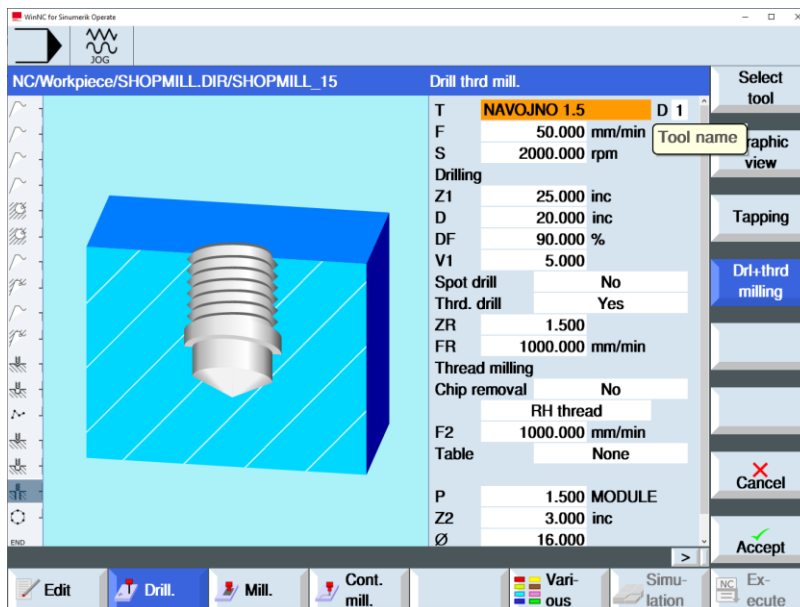 WinNC for Sinumerik Operate
JOG
NC/Workpiece/SHOPMILL.DIR/SHOPMILL_15
Drill thrd mill.
T NAVOJNO 1.5 D 1
F 50.000 mm/min
Tool name
S 2000.000 rpm
Drilling
Z1 25.000 inc
D 20.000 inc
DF 90.000 %
V1 5.000
Spot drill No
Thrd. drill Yes
ZR 1.500
FR 1000.000 mm/min
Thread milling
Chip removal No
RH thread
F2 1000.000 mm/min
Table None
P 1.500 MODULE
Z2 3.000 inc
Ø 16.000
Select
tool
raphic
view
Tapping
Drl+thrd
milling
Cancel
Accept
END
>
Edit
Drill.
Mill.
Cont.
mill.
Vari-
ous
Simu-
lation
NC
Ex-
ecute